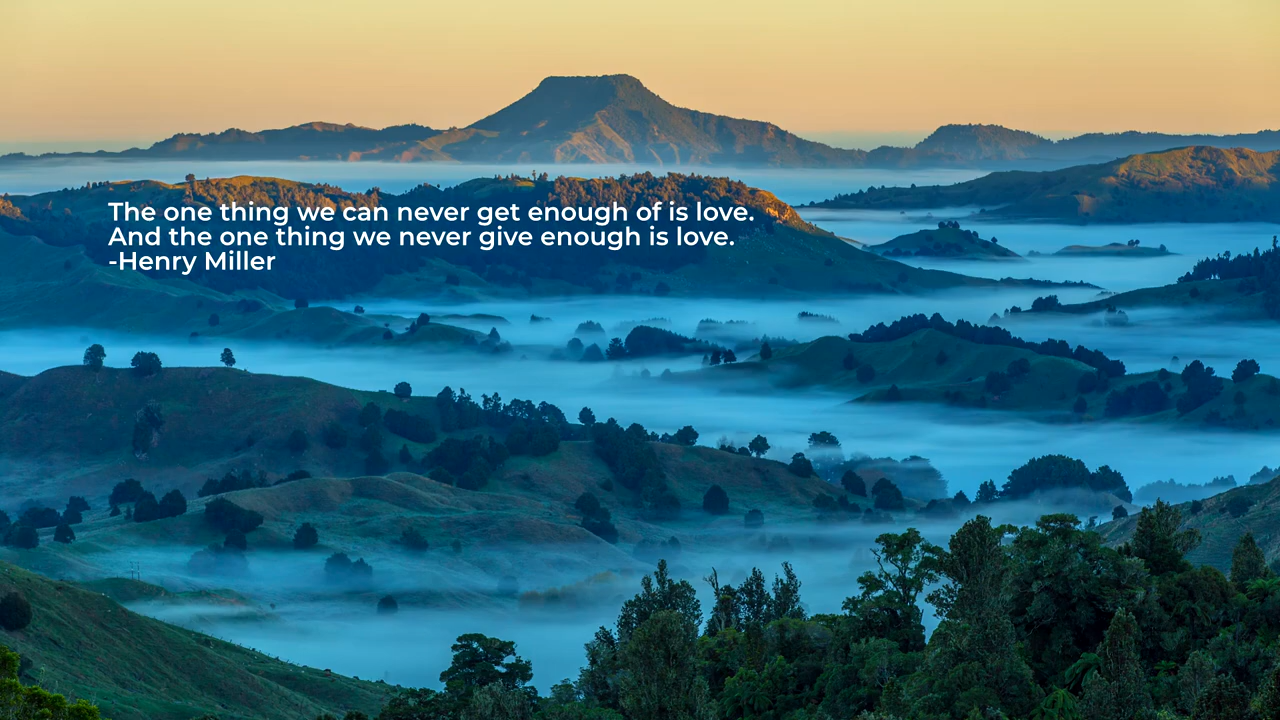 The one thing we can never get enough of is love.
And the one thing we never give enough is love.
-Henry Miller